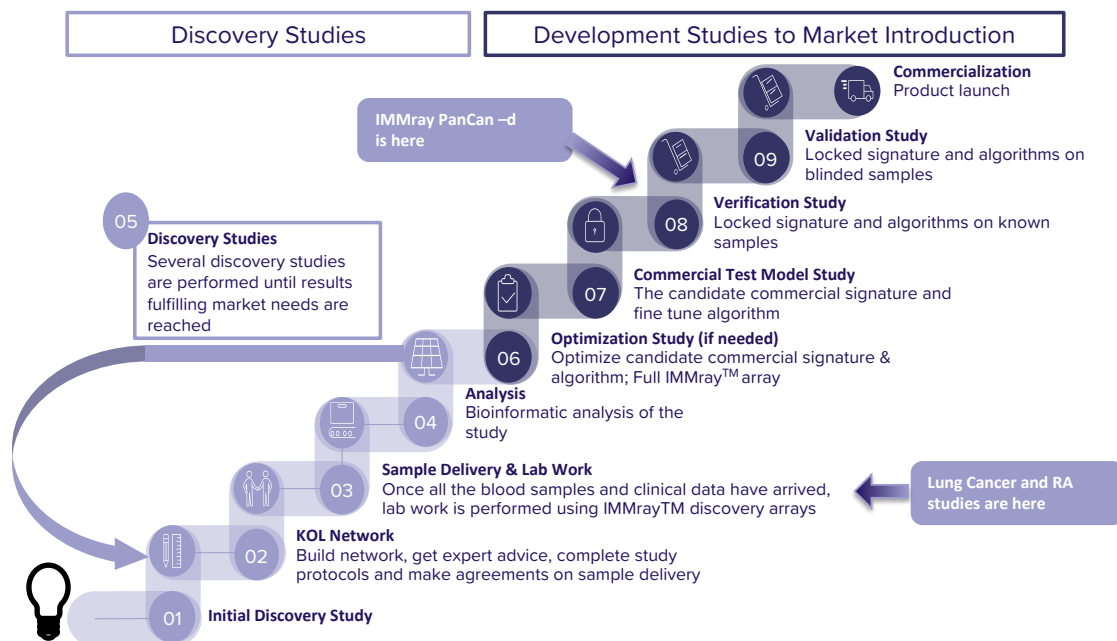 Discovery Studies
Development Studies to Market Introduction
Commercialization
Product launch
IMMray PanCan –d
is here
Validation Study
Locked signature and algorithms on
blinded samples
09
Verification Study
Locked signature and algorithms on known
samples
08
05
Discovery Studies
Several discovery studies
are performed until results
fulfilling market needs are
reached
Commercial Test Model Study
The candidate commercial signature and
fine tune algorithm
07
Optimization Study (if needed)
Optimize candidate commercial signature &
algorithm; Full IMMrayTM array
06
Analysis
Bioinformatic analysis of the
study
04
Sample Delivery & Lab Work
Once all the blood samples and clinical data have arrived,
lab work is performed using IMMrayTM discovery arrays
03
Lung Cancer and RA
studies are here
KOL Network
Build network, get expert advice, complete study
protocols and make agreements on sample delivery
02
Initial Discovery Study
01